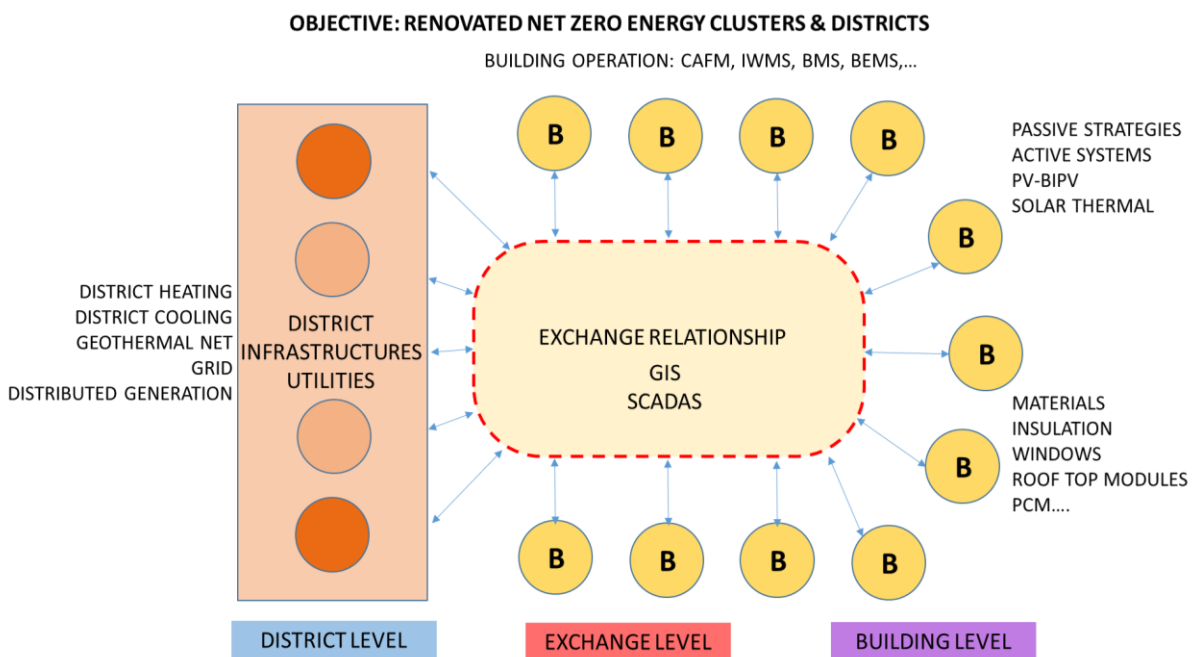 OBJECTIVE: RENOVATED NET ZERO ENERGY CLUSTERS & DISTRICTS
BUILDING OPERATION: CAFM, IWMS, BMS, BEMS,...
B
B
B
B
PASSIVE STRATEGIES
ACTIVE SYSTEMS
PV-BIPV
SOLAR THERMAL
B
DISTRICT HEATING
DISTRICT COOLING
GEOTHERMAL NET
GRID
DISTRIBUTED GENERATION
DISTRICT
INFRASTRUCTURES
UTILITIES
EXCHANGE RELATIONSHIP
GIS
SCADAS
B
MATERIALS
INSULATION
WINDOWS
ROOF TOP MODULES
PCM....
B
B
B
B
B
DISTRICT LEVEL
EXCHANGE LEVEL
BUILDING LEVEL